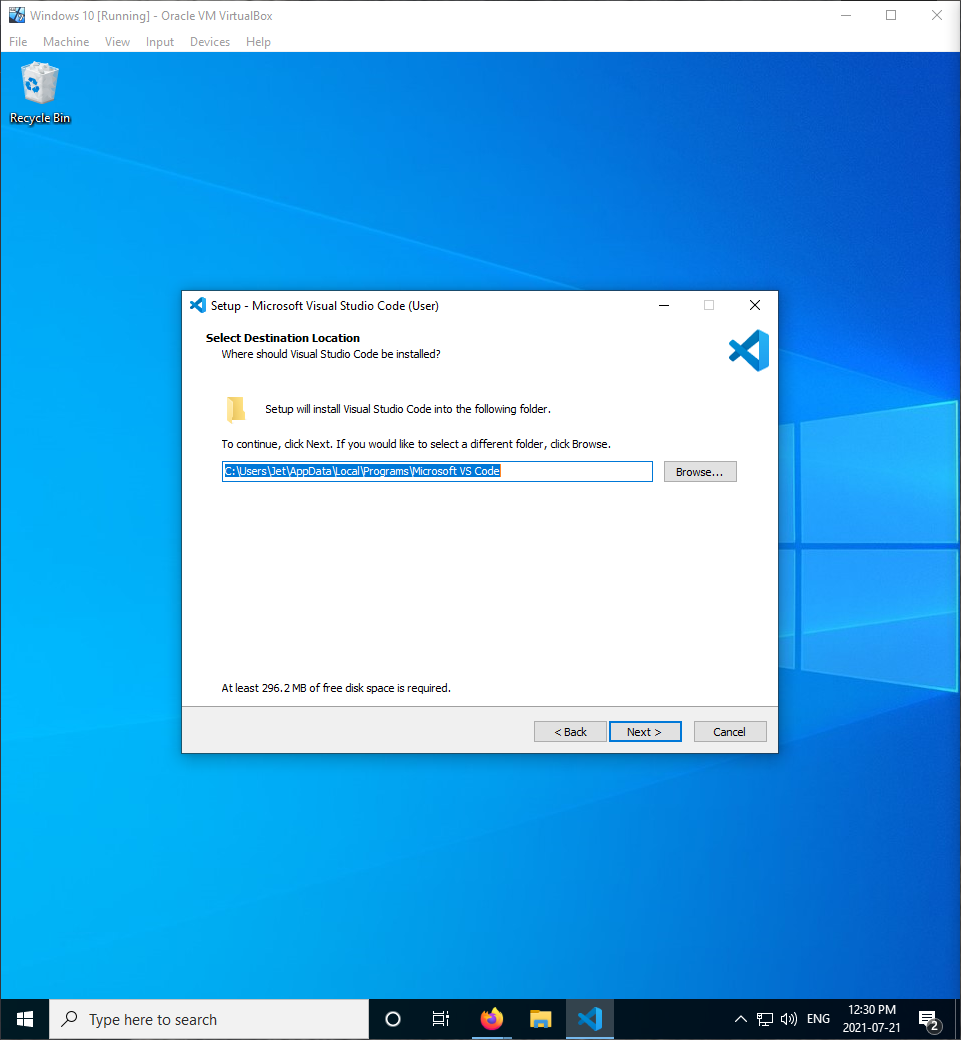 Windows 10 [Running] - Oracle VM VirtualBox
File Machine View Input Devices Help
Recycle Bin
Setup - Microsoft Visual Studio Code (User)
Select Destination Location
Where should Visual Studio Code be installed?
Setup will install Visual Studio Code into the following folder.
To continue, click Next. If you would like to select a different folder, click Browse.
C:\Users\Jet\AppData\Local\Programs\Microsoft VS Code
Browse...
At least 296.2 MB of free disk space is required.
< Back Next > Cancel
Type here to search
ENG
12:30 PM
2021-07-21
2